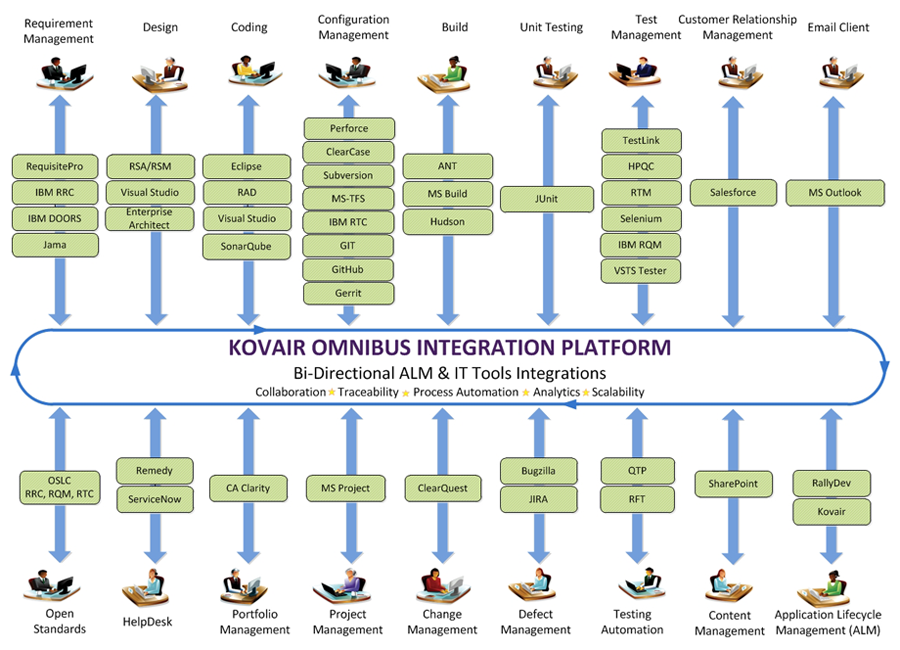 Requirement
Management
Design
Coding
Configuration
Management
Build
Unit Testing
Test
Management
Customer Relationship
Management
Email Client
RequisitePro
IBM RRC
IBM DOORS
Jama
RSA/RSM
Visual Studio
Enterprise
Architect
Eclipse
RAD
Visual Studio
SonarQube
Perforce
ClearCase
Subversion
MS-TFS
IBM RTC
GIT
GitHub
Gerrit
ANT
MS Build
Hudson
JUnit
TestLink
HPQC
RTM
Selenium
IBM RQM
VSTS Tester
Salesforce
MS Outlook
KOVAIR OMNIBUS INTEGRATION PLATFORM
Bi-Directional ALM & IT Tools Integrations
Collaboration ★ Traceability ★ Process Automation ★ Analytics ★ Scalability
OSLC
RRC, RQM, RTC
Remedy
ServiceNow
CA Clarity
MS Project
ClearQuest
Bugzilla
JIRA
QTP
RFT
SharePoint
RallyDev
Kovair
Open
Standards
HelpDesk
Portfolio
Management
Project
Management
Change
Management
Defect
Management
Testing
Automation
Content
Management
Application Lifecycle
Management (ALM)